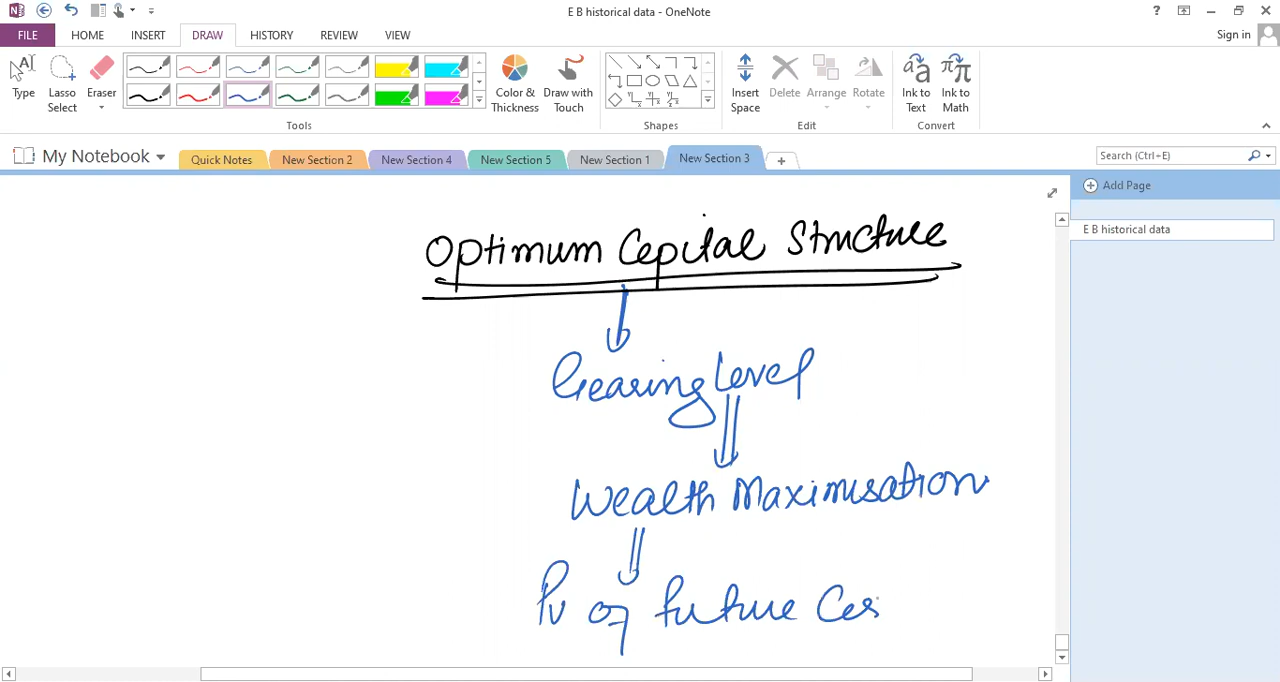 E B historical data - OneNote
Sign in
FILE HOME INSERT DRAW HISTORY REVIEW VIEW
Type Lasso Select Eraser Color & Thickness Draw with Touch Insert Space Delete Arrange Rotate Ink to Text Ink to Math
Tools Shapes Edit Convert
My Notebook Quick Notes New Section 2 New Section 4 New Section 5 New Section 1 New Section 3 Search (Ctrl+E)
Add Page
E B historical data
Optimum Cepital Structure
Gearing Level
Wealth Maximisation
Pv of future Ces